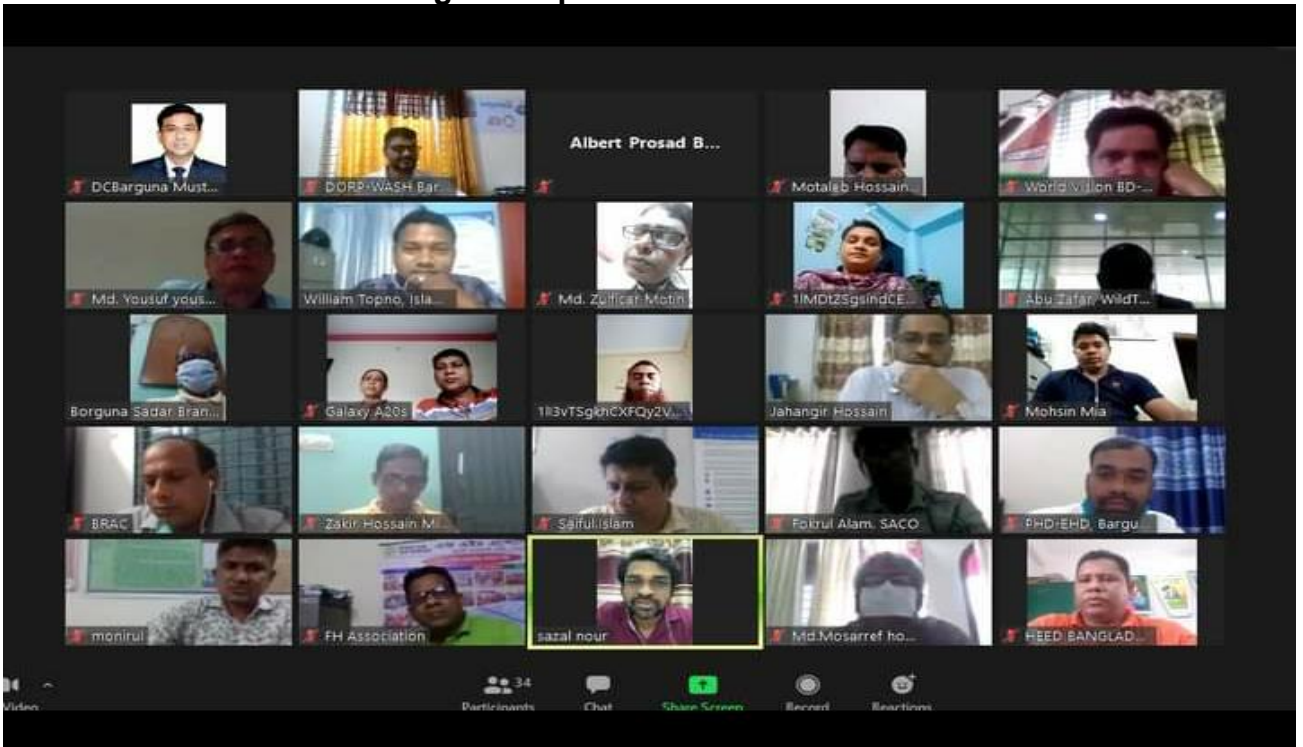 DCBarguna Must...
DORP-WASH Bar...
Albert Prosad B...
Motaleb Hossain...
World Vision BD-...
Md. Yousuf yous...
William Topno, Isla...
Md. Zulficar Motin
Abu Zafar, WildT...
Borguna Sadar Bran...
Galaxy A20s
Jahangir Hossain
Mohsin Mia
BRAC
Zakir Hossain M...
Saiful.islam
Fokrul Alam. SACO
PHD-EHD, Bargu...
monirul
FH Association
sazal nour
Md.Mosarref ho...
HEED BANGLAD...
34
Video
Participants
Chat
Share Screen
Record
Reactions